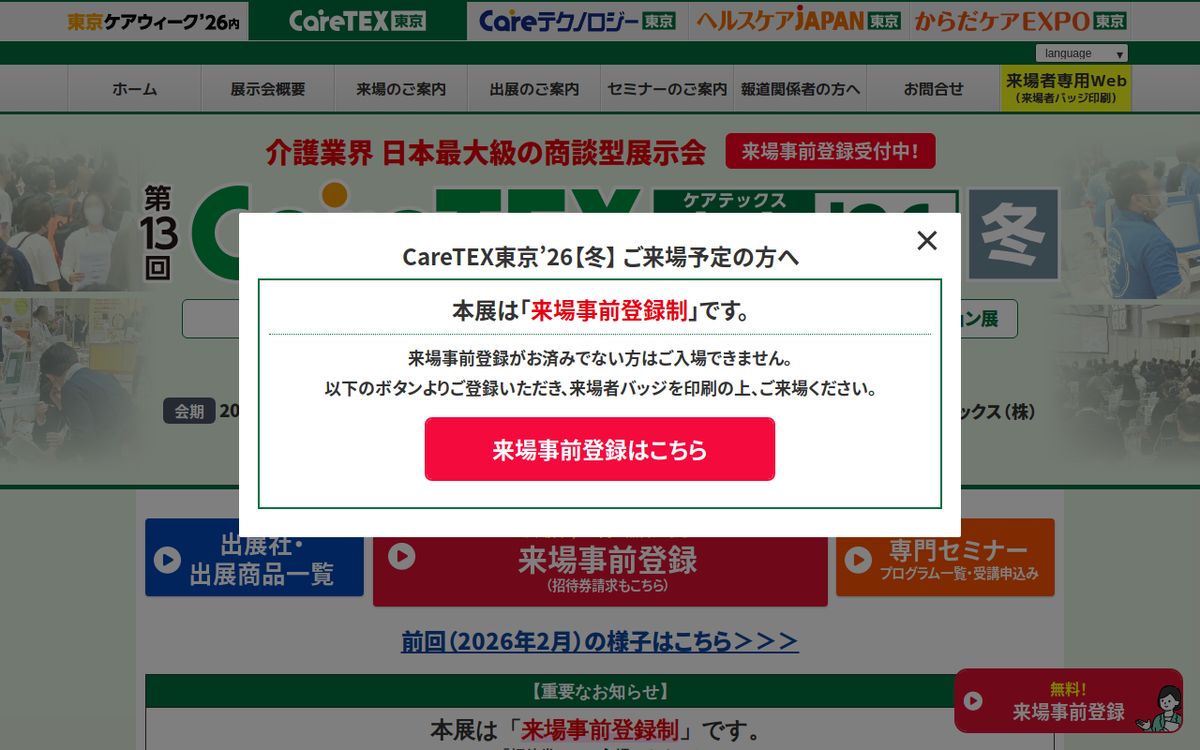 東京ケアウィーク’26内
CareTEX東京
Careテクノロジー東京
ヘルスケアJAPAN東京
からだケアEXPO東京
language
ホーム
展示会概要
来場のご案内
出展のご案内
セミナーのご案内
報道関係者の方へ
お問合せ
来場者専用Web
（来場者バッジ印刷）
介護業界 日本最大級の商談型展示会
来場事前登録受付中！
第
13
回
CareTEX
ケアテックス
冬
ン展
会期 20
ックス（株）
CareTEX東京’26【冬】 ご来場予定の方へ
本展は「来場事前登録制」です。
来場事前登録がお済みでない方はご入場できません。
以下のボタンよりご登録いただき、来場者バッジを印刷の上、ご来場ください。
来場事前登録はこちら
出展社・
出展商品一覧
来場事前登録
（招待券請求もこちら）
専門セミナー
プログラム一覧・受講申込み
前回（2026年2月）の様子はこちら＞＞＞
【重要なお知らせ】
本展は「来場事前登録制」です。
無料！
来場事前登録